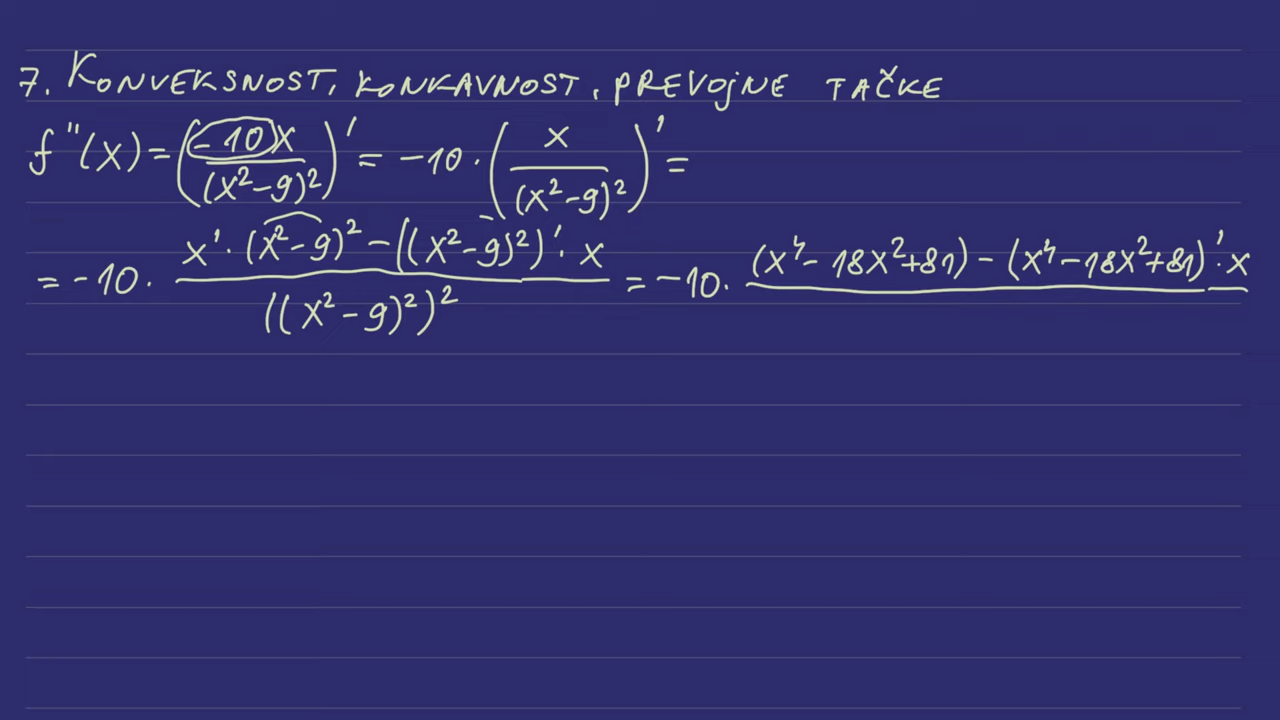 7. KONVEKSNOST, KONKAVNOST, PREVOJNE TAČKE
f''(x) = (-10x / (x²-9)²)' = -10 · (x / (x²-9)²)' =
= -10 · (x' · (x²-9)² - ((x²-9)²)' · x) / ((x²-9)²)² = -10 · (x⁴ - 18x² + 81) - (x⁴ - 18x² + 81)' · x